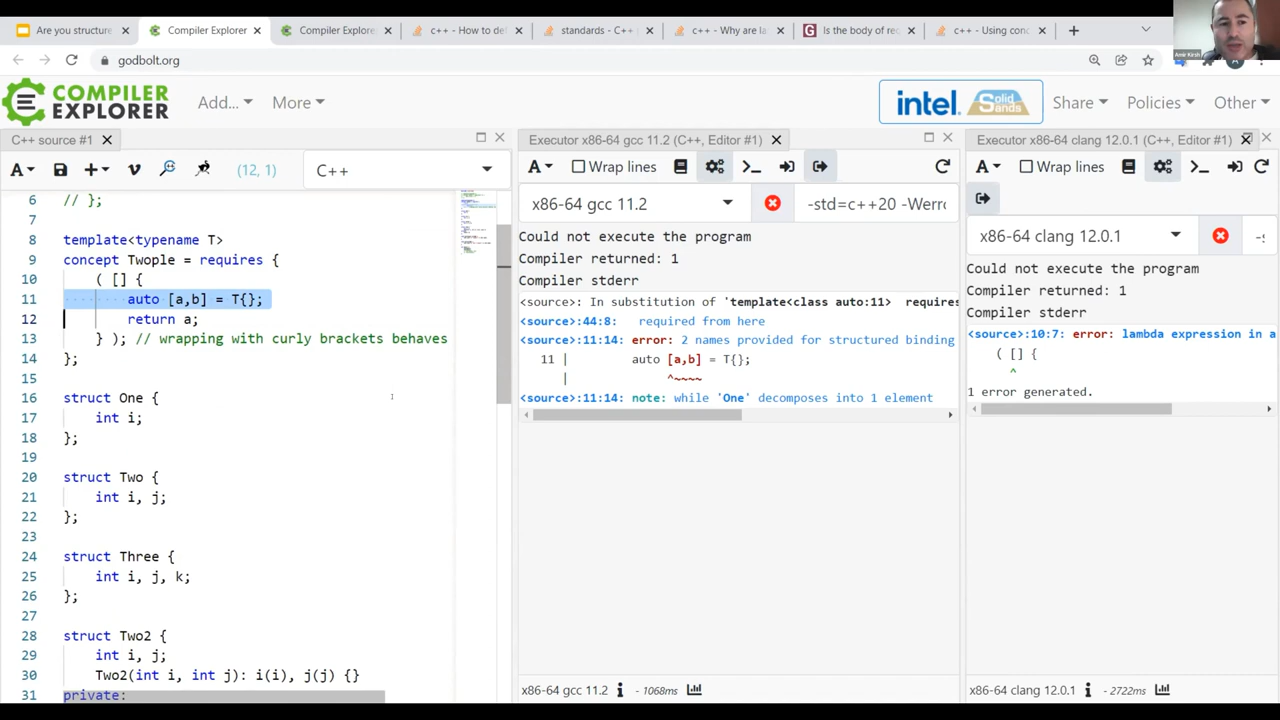 Are you structure
Compiler Explorer
Compiler Explore
c++ - How to del
standards - C++
c++ - Why are la
Is the body of re
c++ - Using conc
godbolt.org
Amir Kirsh
COMPILER
EXPLORER
Add...
More
intel.
Solid
Sands
Share
Policies
Other
C++ source #1
A
(12, 1)
C++
6 // };
7
8 template<typename T>
9 concept Twople = requires {
10 ( [] {
11 auto [a,b] = T{};
12 return a;
13 } ); // wrapping with curly brackets behaves
14 };
15
16 struct One {
17 int i;
18 };
19
20 struct Two {
21 int i, j;
22 };
23
24 struct Three {
25 int i, j, k;
26 };
27
28 struct Two2 {
29 int i, j;
30 Two2(int i, int j): i(i), j(j) {}
31 private:
Executor x86-64 gcc 11.2 (C++, Editor #1)
A
Wrap lines
x86-64 gcc 11.2
-std=c++20 -Werro
Could not execute the program
Compiler returned: 1
Compiler stderr
<source>: In substitution of 'template<class auto:11> requires
<source>:44:8: required from here
<source>:11:14: error: 2 names provided for structured binding
11 | auto [a,b] = T{};
| ^~~~~
<source>:11:14: note: while 'One' decomposes into 1 element
x86-64 gcc 11.2
- 1068ms
Executor x86-64 clang 12.0.1 (C++, Editor #1)
A
Wrap lines
x86-64 clang 12.0.1
Could not execute the program
Compiler returned: 1
Compiler stderr
<source>:10:7: error: lambda expression in a
( [] {
^
1 error generated.
x86-64 clang 12.0.1
- 2722ms